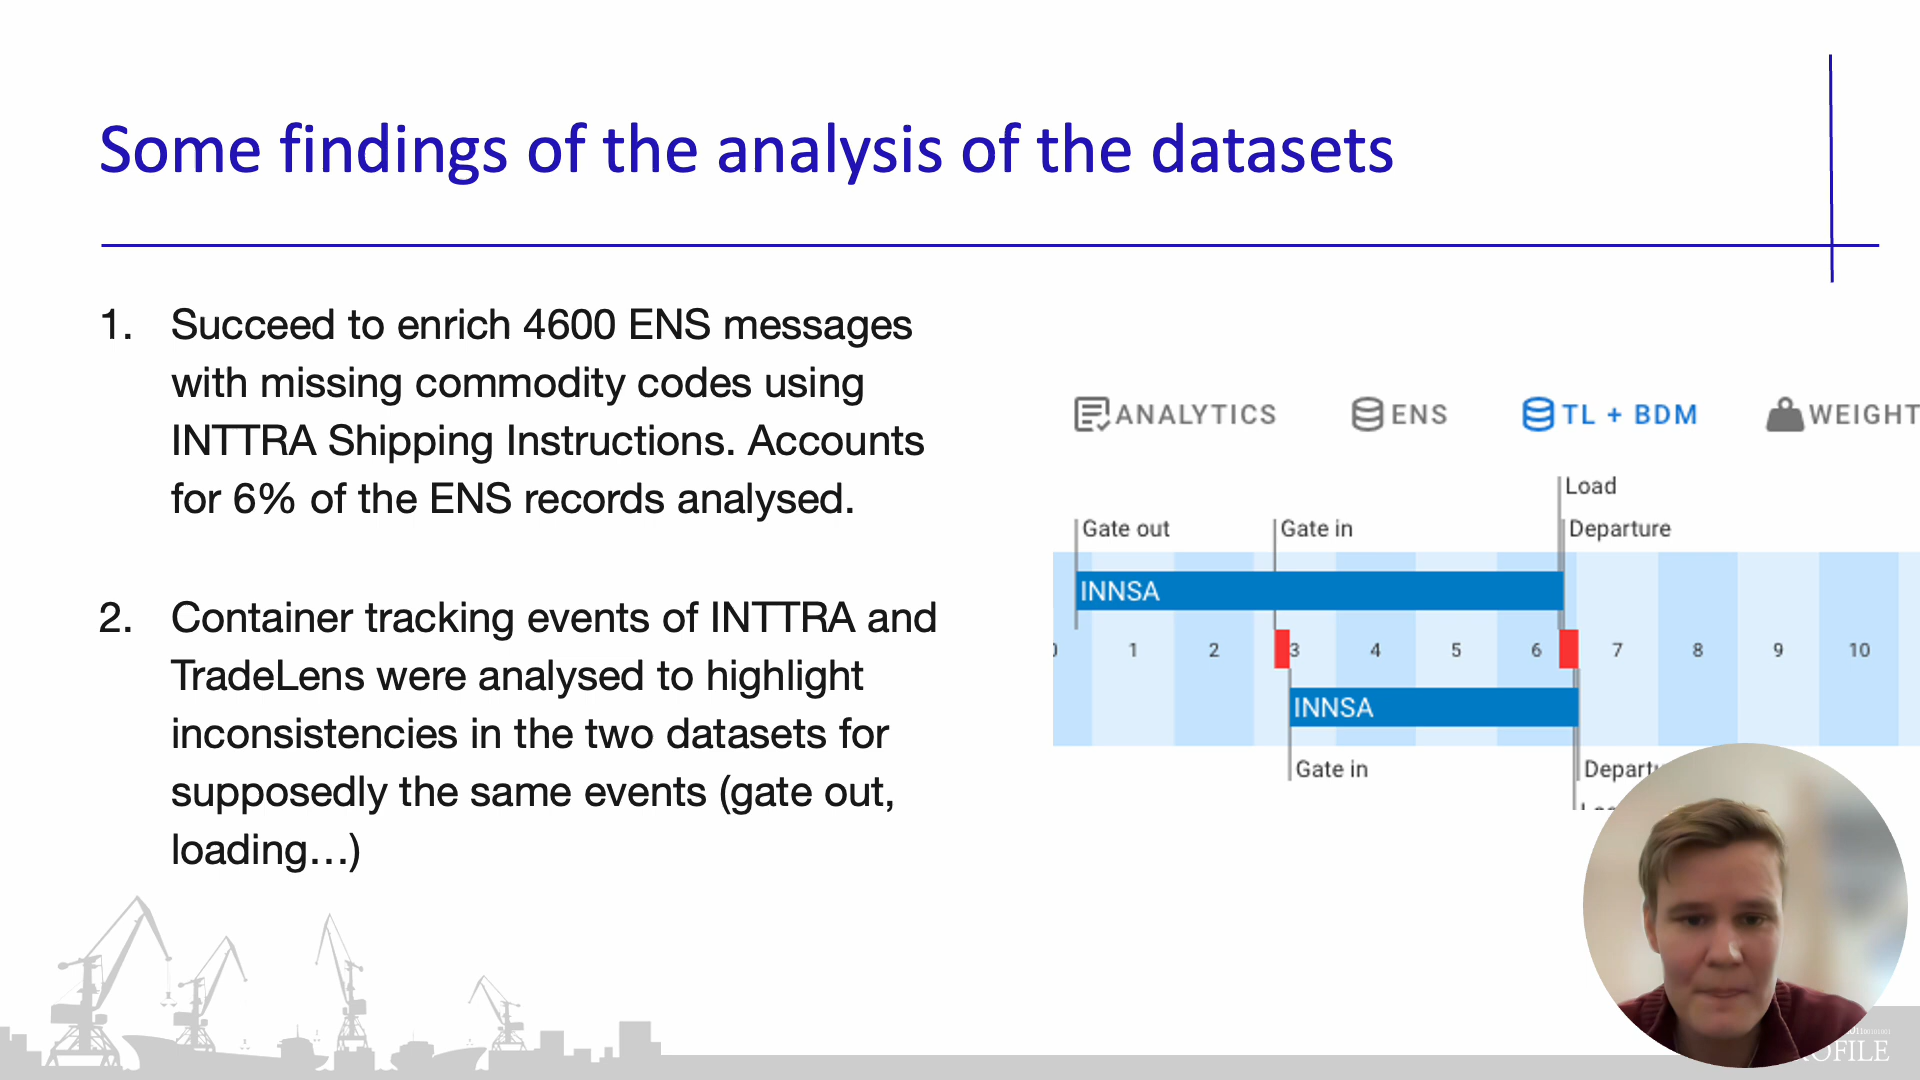 Some findings of the analysis of the datasets
1. Succeed to enrich 4600 ENS messages
with missing commodity codes using
INTTRA Shipping Instructions. Accounts
for 6% of the ENS records analysed.
2. Container tracking events of INTTRA and
TradeLens were analysed to highlight
inconsistencies in the two datasets for
supposedly the same events (gate out,
loading…)
ANALYTICS ENS TL + BDM WEIGHT
Load
Gate out Gate in Departure
INNSA
1 2 3 4 5 6 7 8 9 10
INNSA
Gate in